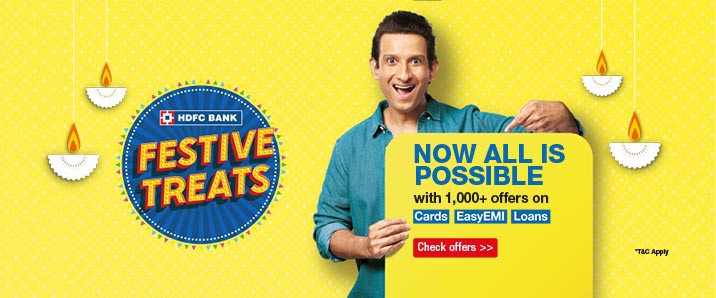 HDFC BANK
FESTIVE
TREATS
NOW ALL IS
POSSIBLE
with 1,000+ offers on
Cards EasyEMI Loans
Check offers >>
*T&C Apply